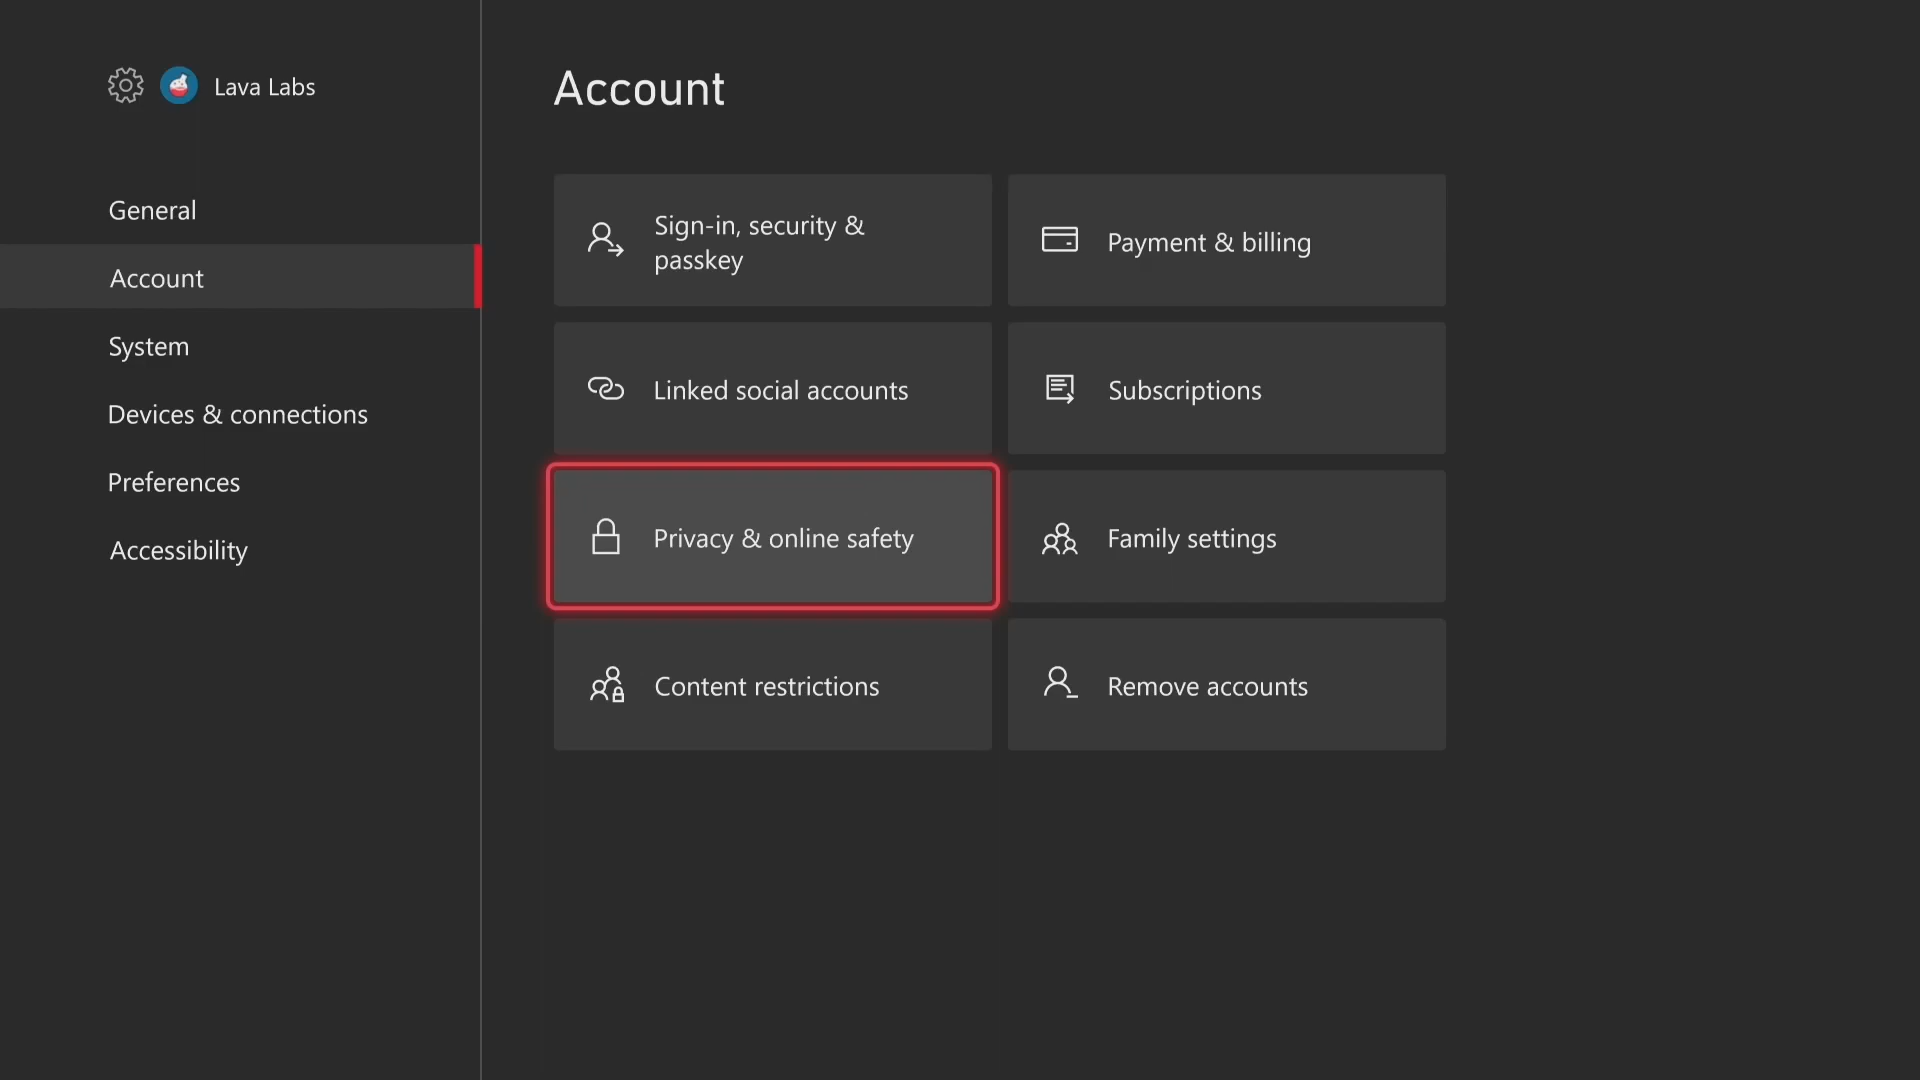 Lava Labs
General
Account
System
Devices & connections
Preferences
Accessibility
Account
Sign-in, security &
passkey
Payment & billing
Linked social accounts
Subscriptions
Privacy & online safety
Family settings
Content restrictions
Remove accounts